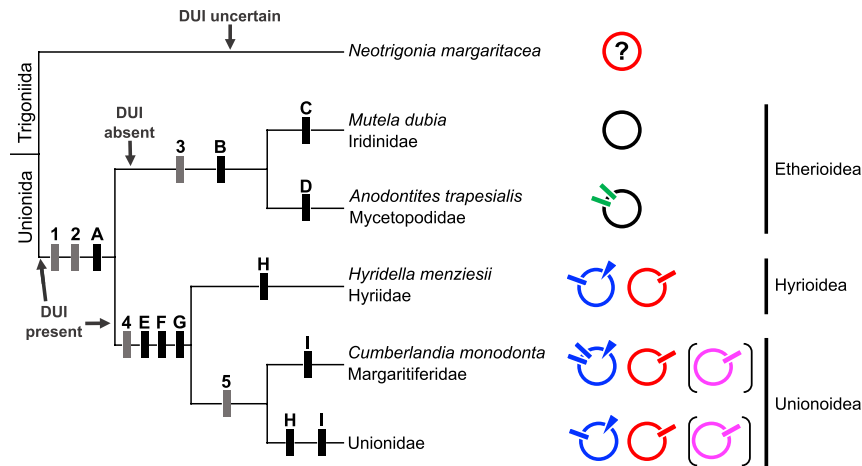 DUI uncertain
Neotrigonia margaritacea
?
Trigoniida
Unionida
DUI
absent
3
B
C
Mutela dubia
Iridinidae
D
Anodontites trapesialis
Mycetopodidae
Etherioidea
1
2
A
DUI
present
4
E
F
G
H
Hyridella menziesii
Hyriidae
Hyrioidea
5
I
Cumberlandia monodonta
Margaritiferidae
H
I
Unionidae
Unionoidea